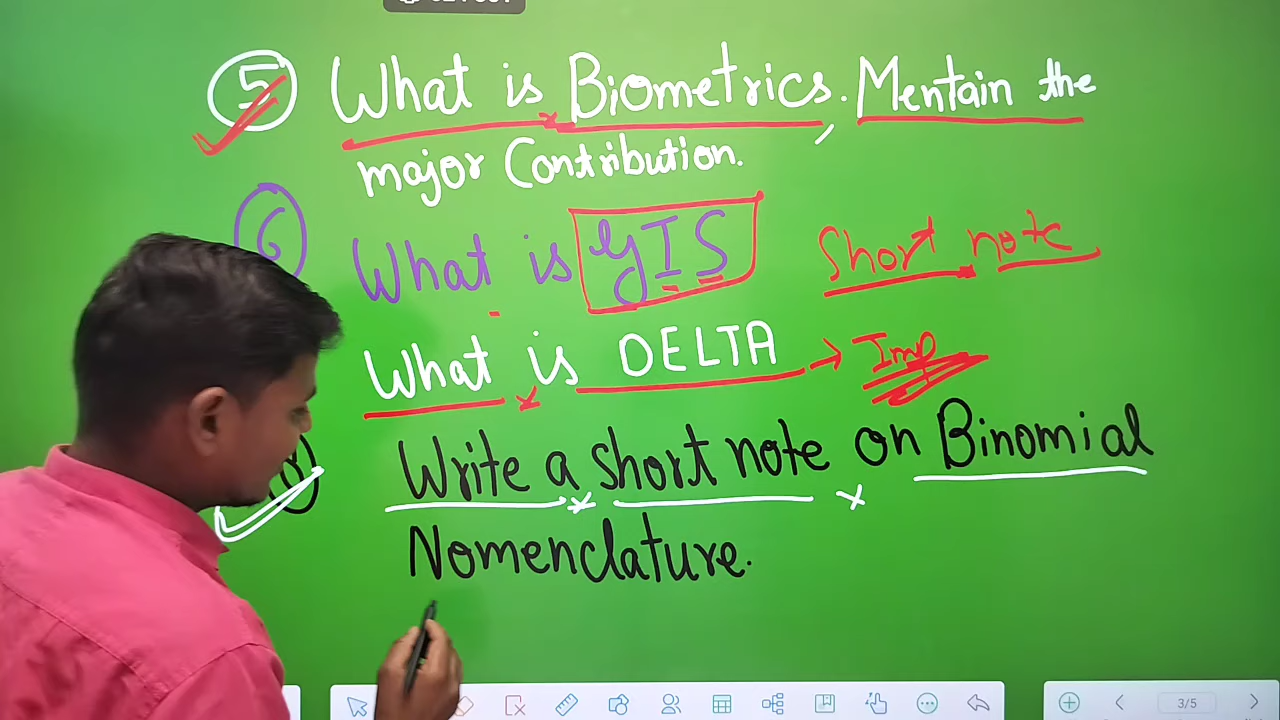 5 What is Biometrics. Mentain the
major Contribution.
6 What is GIS Short note
What is DELTA → Imp
Write a short note on Binomial
Nomenclature.
3/5